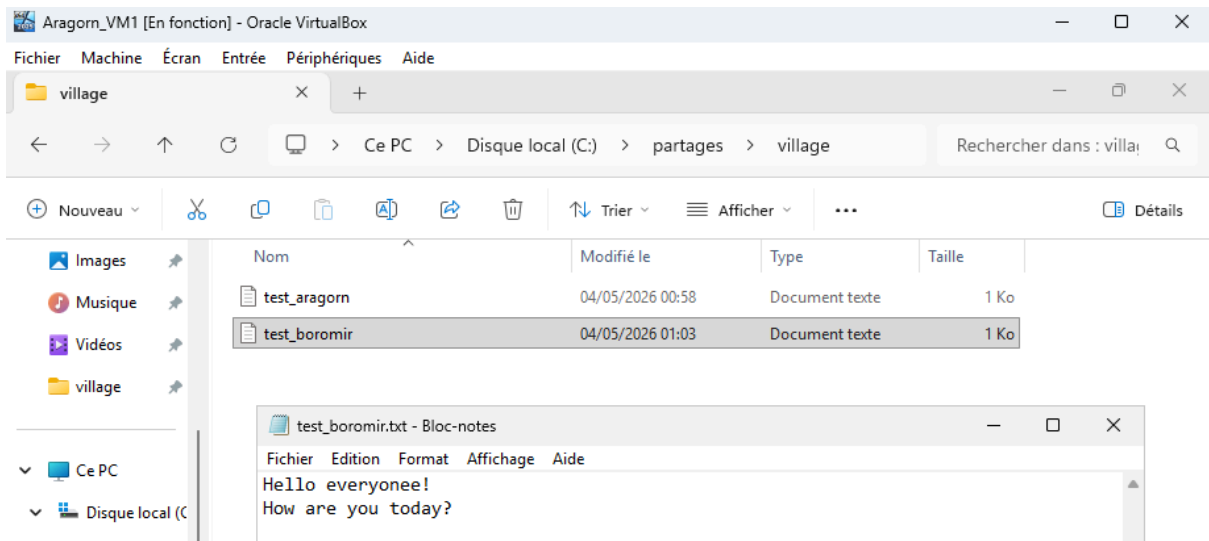 Aragorn_VM1 [En fonction] - Oracle VirtualBox
Fichier Machine Écran Entrée Périphériques Aide
village
Ce PC > Disque local (C:) > partages > village
Rechercher dans : villa
Nouveau
Trier
Afficher
Détails
Nom Modifié le Type Taille
Images
test_aragorn 04/05/2026 00:58 Document texte 1 Ko
Musique
test_boromir 04/05/2026 01:03 Document texte 1 Ko
Vidéos
village
test_boromir.txt - Bloc-notes
Fichier Edition Format Affichage Aide
Ce PC
Hello everyonee!
Disque local (C
How are you today?